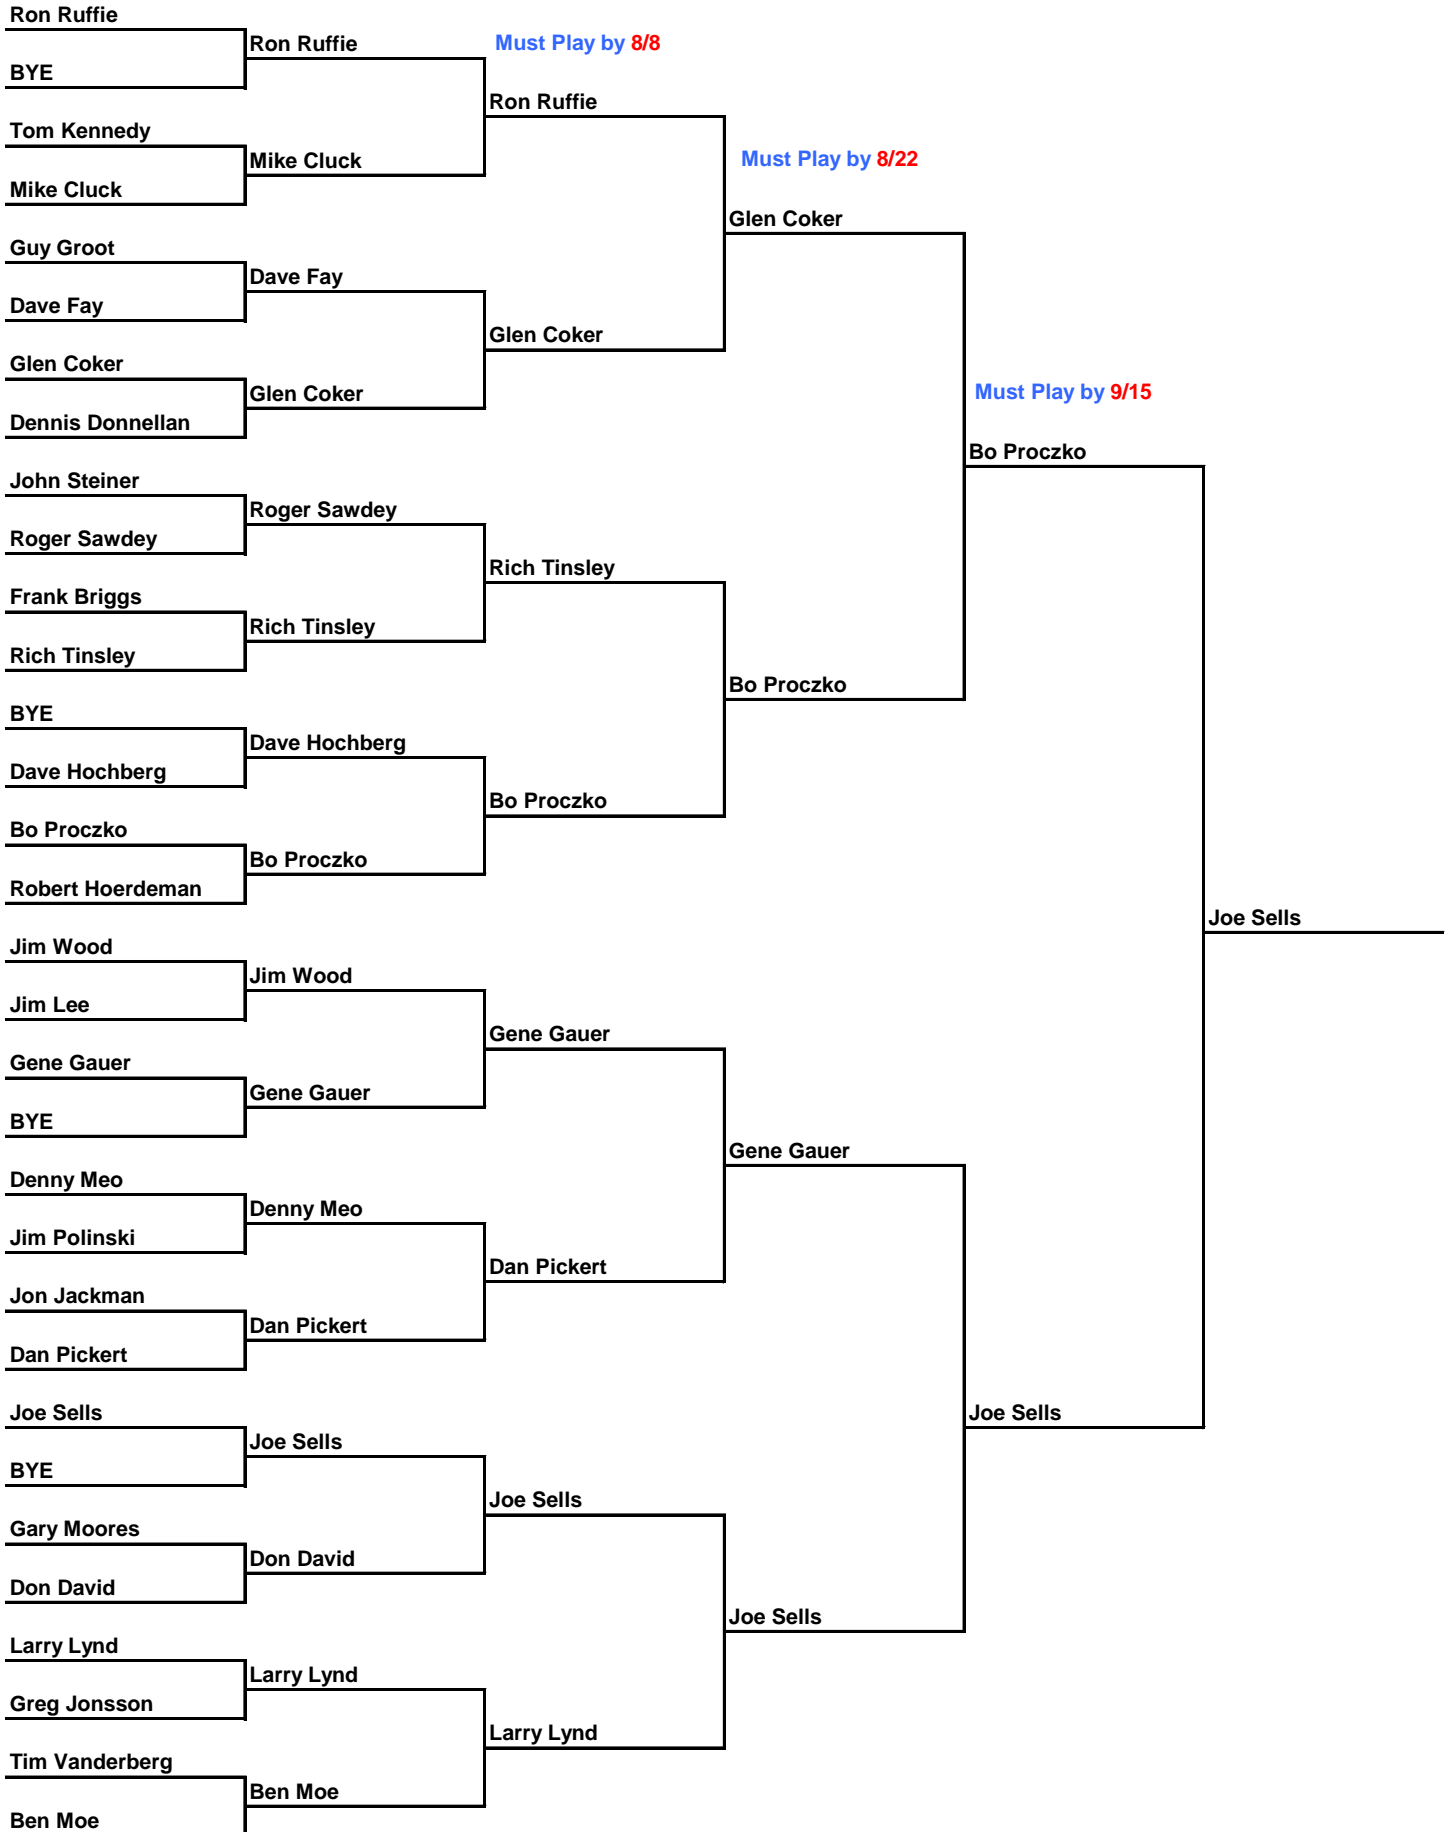 Ron Ruffie
Ron Ruffie
Must Play by 8/8
BYE
Ron Ruffie
Tom Kennedy
Mike Cluck
Must Play by 8/22
Mike Cluck
Glen Coker
Guy Groot
Dave Fay
Dave Fay
Glen Coker
Glen Coker
Glen Coker
Must Play by 9/15
Dennis Donnellan
Bo Proczko
John Steiner
Roger Sawdey
Roger Sawdey
Rich Tinsley
Frank Briggs
Rich Tinsley
Rich Tinsley
Bo Proczko
BYE
Dave Hochberg
Dave Hochberg
Bo Proczko
Bo Proczko
Bo Proczko
Robert Hoerdeman
Joe Sells
Jim Wood
Jim Wood
Jim Lee
Gene Gauer
Gene Gauer
Gene Gauer
BYE
Gene Gauer
Denny Meo
Denny Meo
Jim Polinski
Dan Pickert
Jon Jackman
Dan Pickert
Dan Pickert
Joe Sells
Joe Sells
Joe Sells
BYE
Joe Sells
Gary Moores
Don David
Don David
Joe Sells
Larry Lynd
Larry Lynd
Greg Jonsson
Larry Lynd
Tim Vanderberg
Ben Moe
Ben Moe